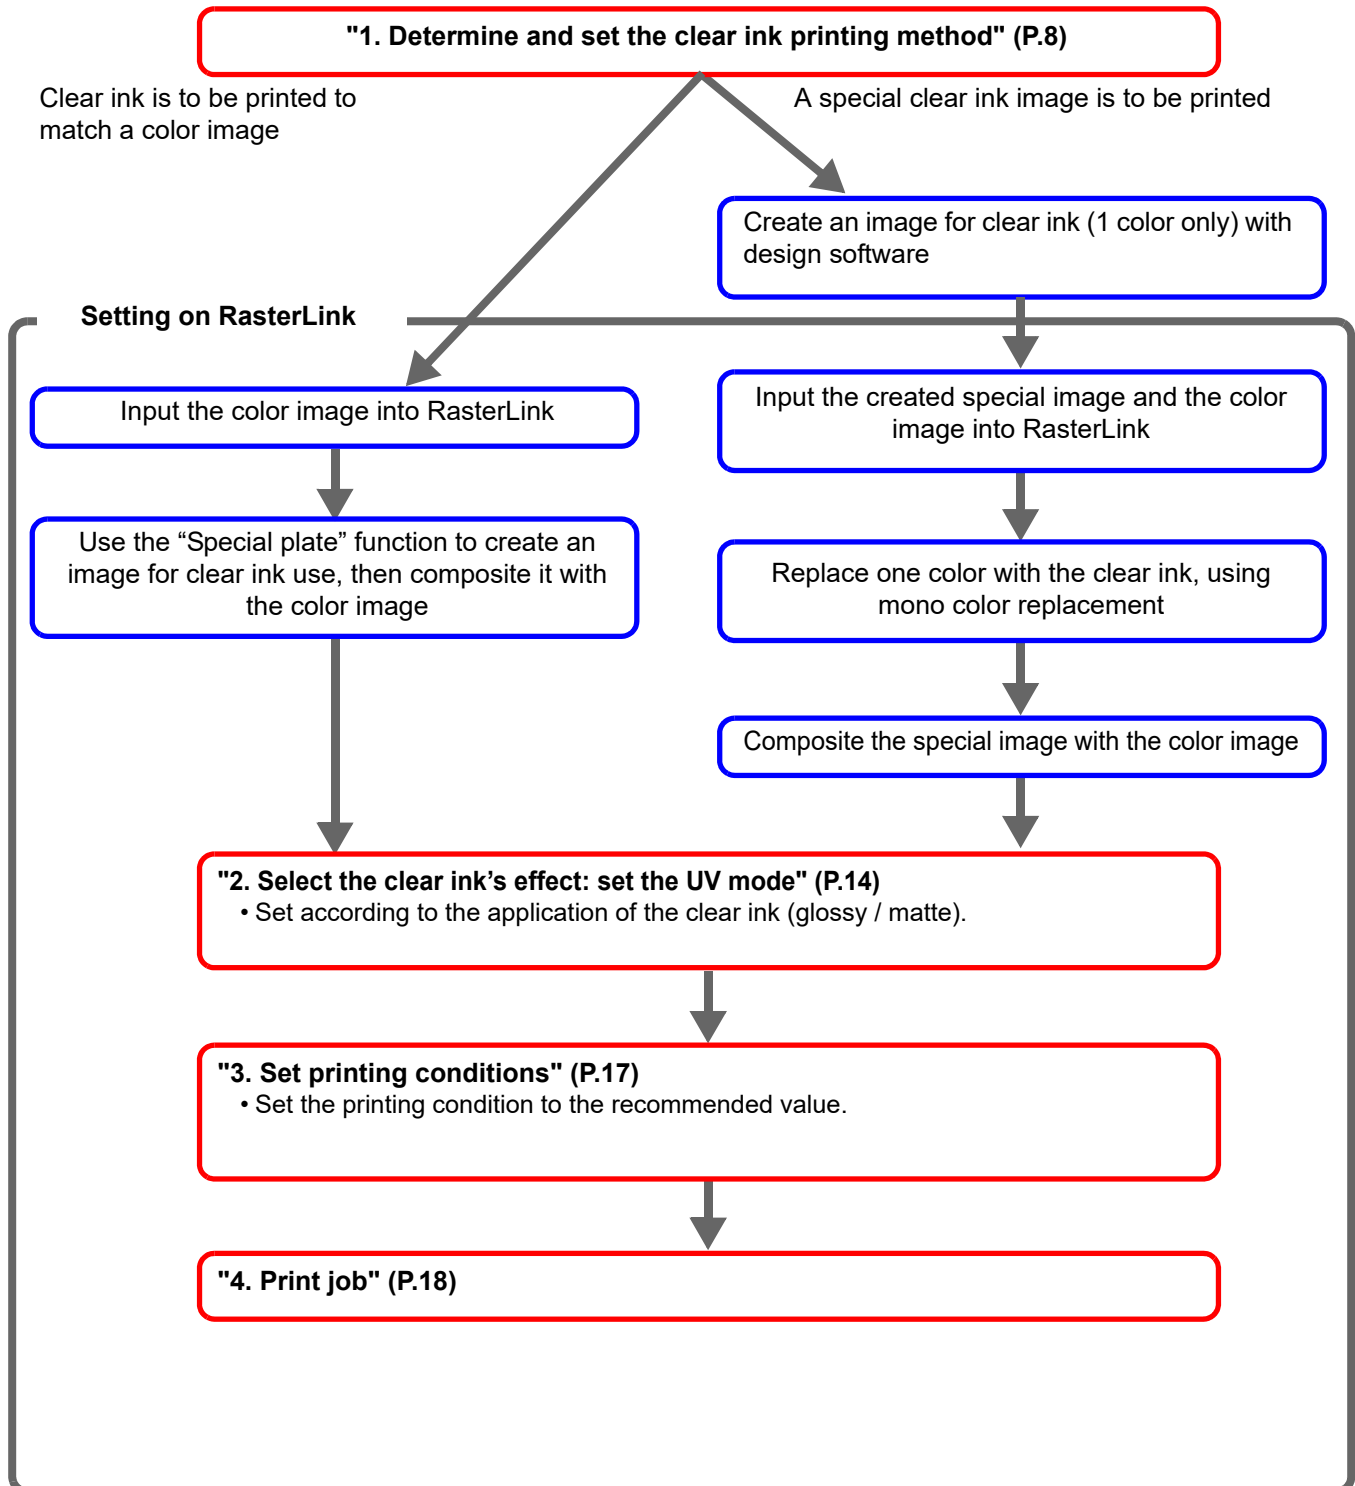 "1. Determine and set the clear ink printing method" (P.8)
Clear ink is to be printed to
match a color image
A special clear ink image is to be printed
Create an image for clear ink (1 color only) with
design software
Setting on RasterLink
Input the color image into RasterLink
Input the created special image and the color
image into RasterLink
Use the “Special plate” function to create an
image for clear ink use, then composite it with
the color image
Replace one color with the clear ink, using
mono color replacement
Composite the special image with the color image
"2. Select the clear ink’s effect: set the UV mode" (P.14)
• Set according to the application of the clear ink (glossy / matte).
"3. Set printing conditions" (P.17)
• Set the printing condition to the recommended value.
"4. Print job" (P.18)